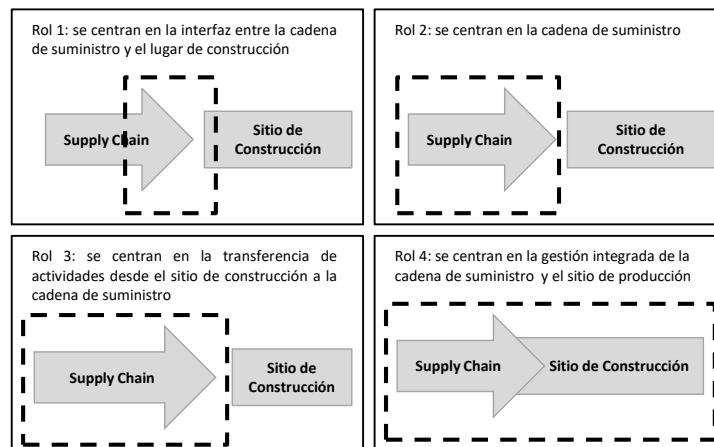 Rol 1: se centran en la interfaz entre la cadena
de suministro y el lugar de construcción
Supply Chain
Sitio de
Construcción
Rol 2: se centran en la cadena de suministro
Supply Chain
Sitio de
Construcción
Rol 3: se centran en la transferencia de
actividades desde el sitio de construcción a la
cadena de suministro
Supply Chain
Sitio de
Construcción
Rol 4: se centran en la gestión integrada de la
cadena de suministro y el sitio de producción
Supply Chain
Sitio de Construcción